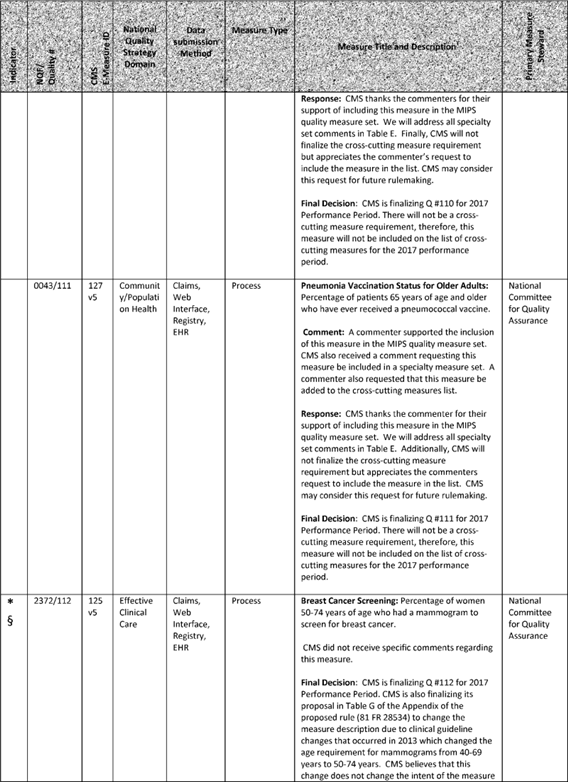 Indicator
NQF/
Quality #
CMS
E-Measure ID
National
Quality
Strategy
Domain
Data
submission
Method
Measure Type
Measure Title and Description
Primary Measure
Steward
Response: CMS thanks the commenters for their
support of including this measure in the MIPS
quality measure set. We will address all specialty
set comments in Table E. Finally, CMS will not
finalize the cross-cutting measure requirement
but appreciates the commenter's request to
include the measure in the list. CMS may consider
this request for future rulemaking.
Final Decision: CMS is finalizing Q #110 for 2017
Performance Period. There will not be a cross-
cutting measure requirement, therefore, this
measure will not be included on the list of cross-
cutting measures for the 2017 performance
period.
0043/111
127
v5
Communit
y/Populati
on Health
Claims,
Web
Interface,
Registry,
EHR
Process
Pneumonia Vaccination Status for Older Adults:
Percentage of patients 65 years of age and older
who have ever received a pneumococcal vaccine.
Comment: A commenter supported the inclusion
of this measure in the MIPS quality measure set.
CMS also received a comment requesting this
measure be included in a specialty measure set. A
commenter also requested that this measure be
added to the cross-cutting measures list.
Response: CMS thanks the commenter for their
support of including this measure in the MIPS
quality measure set. We will address all specialty
set comments in Table E. Additionally, CMS will
not finalize the cross-cutting measure
requirement but appreciates the commenters
request to include the measure in the list. CMS
may consider this request for future rulemaking.
Final Decision: CMS is finalizing Q #111 for 2017
Performance Period. There will not be a cross-
cutting measure requirement, therefore, this
measure will not be included on the list of cross-
cutting measures for the 2017 performance
period.
National
Committee
for Quality
Assurance
*
§
2372/112
125
v5
Effective
Clinical
Care
Claims,
Web
Interface,
Registry,
EHR
Process
Breast Cancer Screening: Percentage of women
50-74 years of age who had a mammogram to
screen for breast cancer.
CMS did not receive specific comments regarding
this measure.
Final Decision: CMS is finalizing Q #112 for 2017
Performance Period. CMS is also finalizing its
proposal in Table G of the Appendix of the
proposed rule (81 FR 28534) to change the
measure description due to clinical guideline
changes that occurred in 2013 which changed the
age requirement for mammograms from 40-69
years to 50-74 years. CMS believes that this
change does not change the intent of the measure
National
Committee
for Quality
Assurance